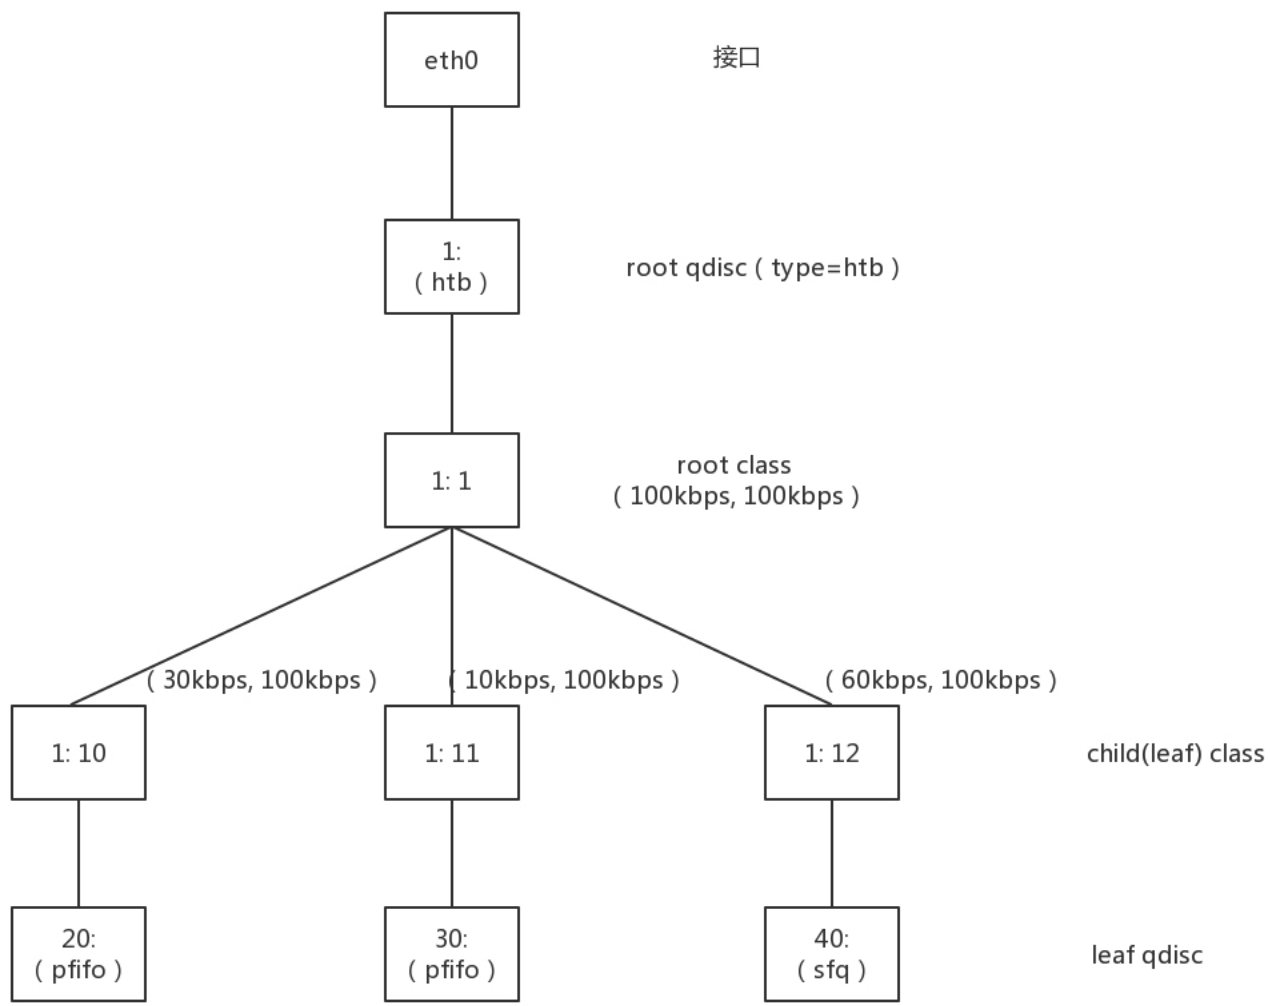 eth0
接口
1:
( htb )
root qdisc ( type=htb )
1: 1
root class
( 100kbps, 100kbps )
( 30kbps, 100kbps )
( 10kbps, 100kbps )
( 60kbps, 100kbps )
1: 10
1: 11
1: 12
child(leaf) class
20:
( pfifo )
30:
( pfifo )
40:
( sfq )
leaf qdisc